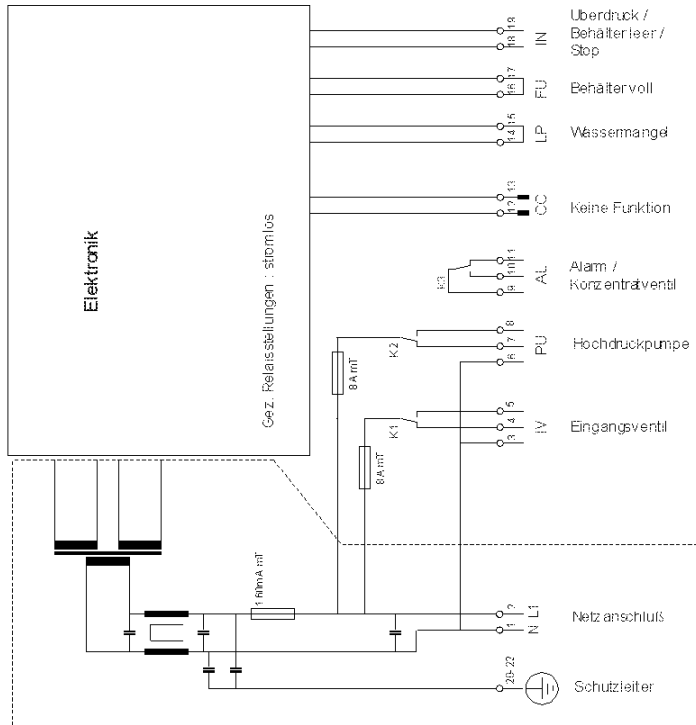 19
18
IN
Überdruck /
Behälter leer /
Stop
17
16
FU
Behälter voll
15
14
LP
Wassermangel
13
12
CC
Keine Funktion
11
10
9
K3
AL
Alarm /
Konzentratventil
8
7
6
K2
PU
Hochdruckpumpe
8A mT
5
4
3
K1
IV
Eingangsventil
8A mT
Elektronik
Gez. Relaisstellungen : stromlos
160mA mT
2
1
L1
N
Netzanschluß
20-22
Schutzleiter